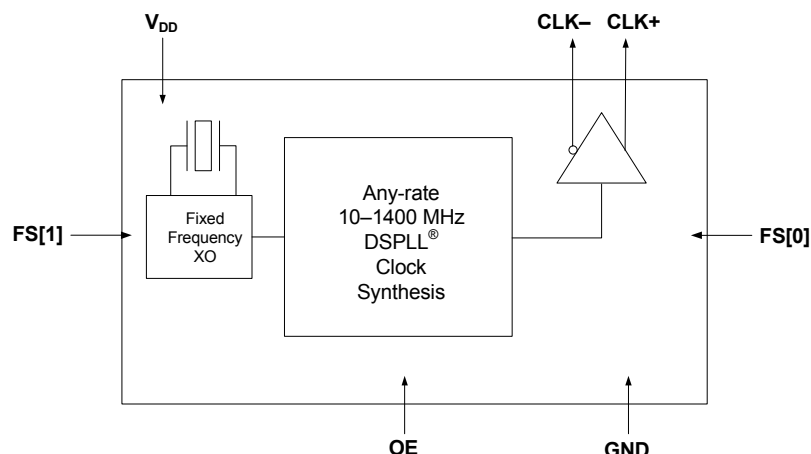 V_DD
CLK–
CLK+
Fixed
Frequency
XO
Any-rate
10–1400 MHz
DSPLL®
Clock
Synthesis
FS[1]
FS[0]
OE
GND